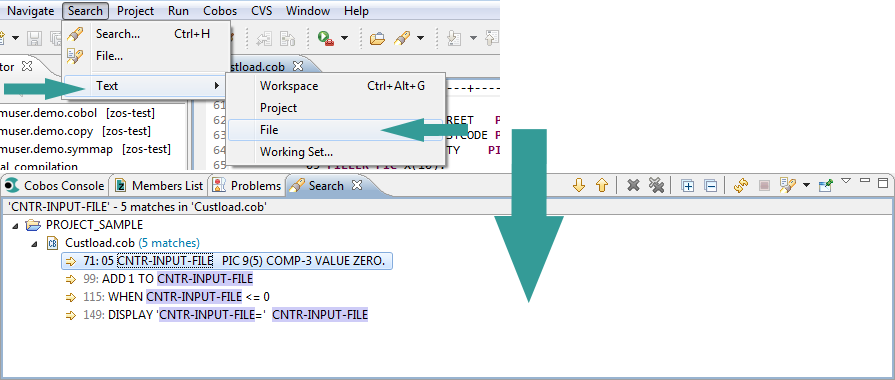 Navigate Search Project Run Cobos CVS Window Help
Search... Ctrl+H
File...
Text
Workspace Ctrl+Alt+G
Project
File
Working Set...
tor
load.cob
muser.demo.cobol [zos-test]
muser.demo.copy [zos-test]
muser.demo.symmap [zos-test]
al compilation
61
62 REET P
63 STCODE P
64 TY PI
65
Cobos Console Members List Problems Search
'CNTR-INPUT-FILE' - 5 matches in 'Custload.cob'
PROJECT_SAMPLE
Custload.cob (5 matches)
71: 05 CNTR-INPUT-FILE PIC 9(5) COMP-3 VALUE ZERO.
99: ADD 1 TO CNTR-INPUT-FILE
115: WHEN CNTR-INPUT-FILE <= 0
149: DISPLAY 'CNTR-INPUT-FILE=' CNTR-INPUT-FILE